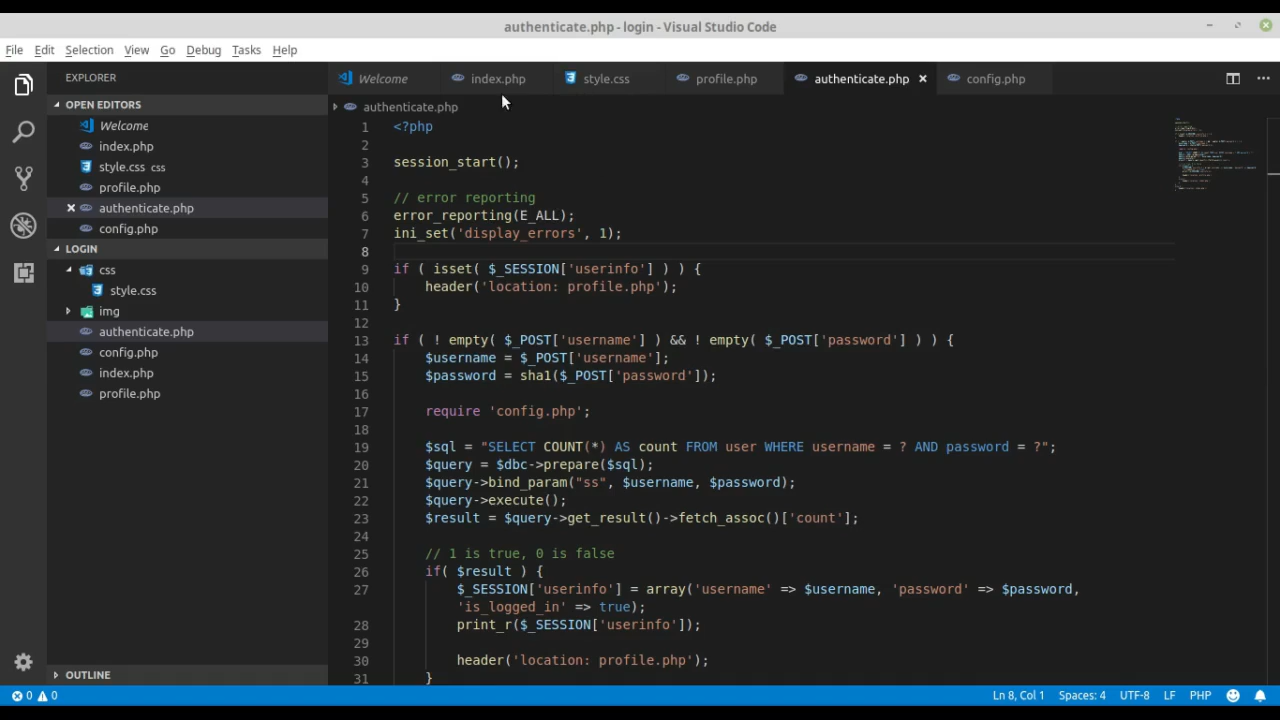 authenticate.php - login - Visual Studio Code
File Edit Selection View Go Debug Tasks Help
EXPLORER
OPEN EDITORS
Welcome
index.php
style.css css
profile.php
authenticate.php
config.php
LOGIN
css
style.css
img
authenticate.php
config.php
index.php
profile.php
OUTLINE
Welcome index.php style.css profile.php authenticate.php config.php
authenticate.php
1 <?php
2
3 session_start();
4
5 // error reporting
6 error_reporting(E_ALL);
7 ini_set('display_errors', 1);
8
9 if ( isset( $_SESSION['userinfo'] ) ) {
10 header('location: profile.php');
11 }
12
13 if ( ! empty( $_POST['username'] ) && ! empty( $_POST['password'] ) ) {
14 $username = $_POST['username'];
15 $password = sha1($_POST['password']);
16
17 require 'config.php';
18
19 $sql = "SELECT COUNT(*) AS count FROM user WHERE username = ? AND password = ?";
20 $query = $dbc->prepare($sql);
21 $query->bind_param("ss", $username, $password);
22 $query->execute();
23 $result = $query->get_result()->fetch_assoc()['count'];
24
25 // 1 is true, 0 is false
26 if( $result ) {
27 $_SESSION['userinfo'] = array('username' => $username, 'password' => $password,
'is_logged_in' => true);
28 print_r($_SESSION['userinfo']);
29
30 header('location: profile.php');
31 }
0 0 Ln 8, Col 1 Spaces: 4 UTF-8 LF PHP